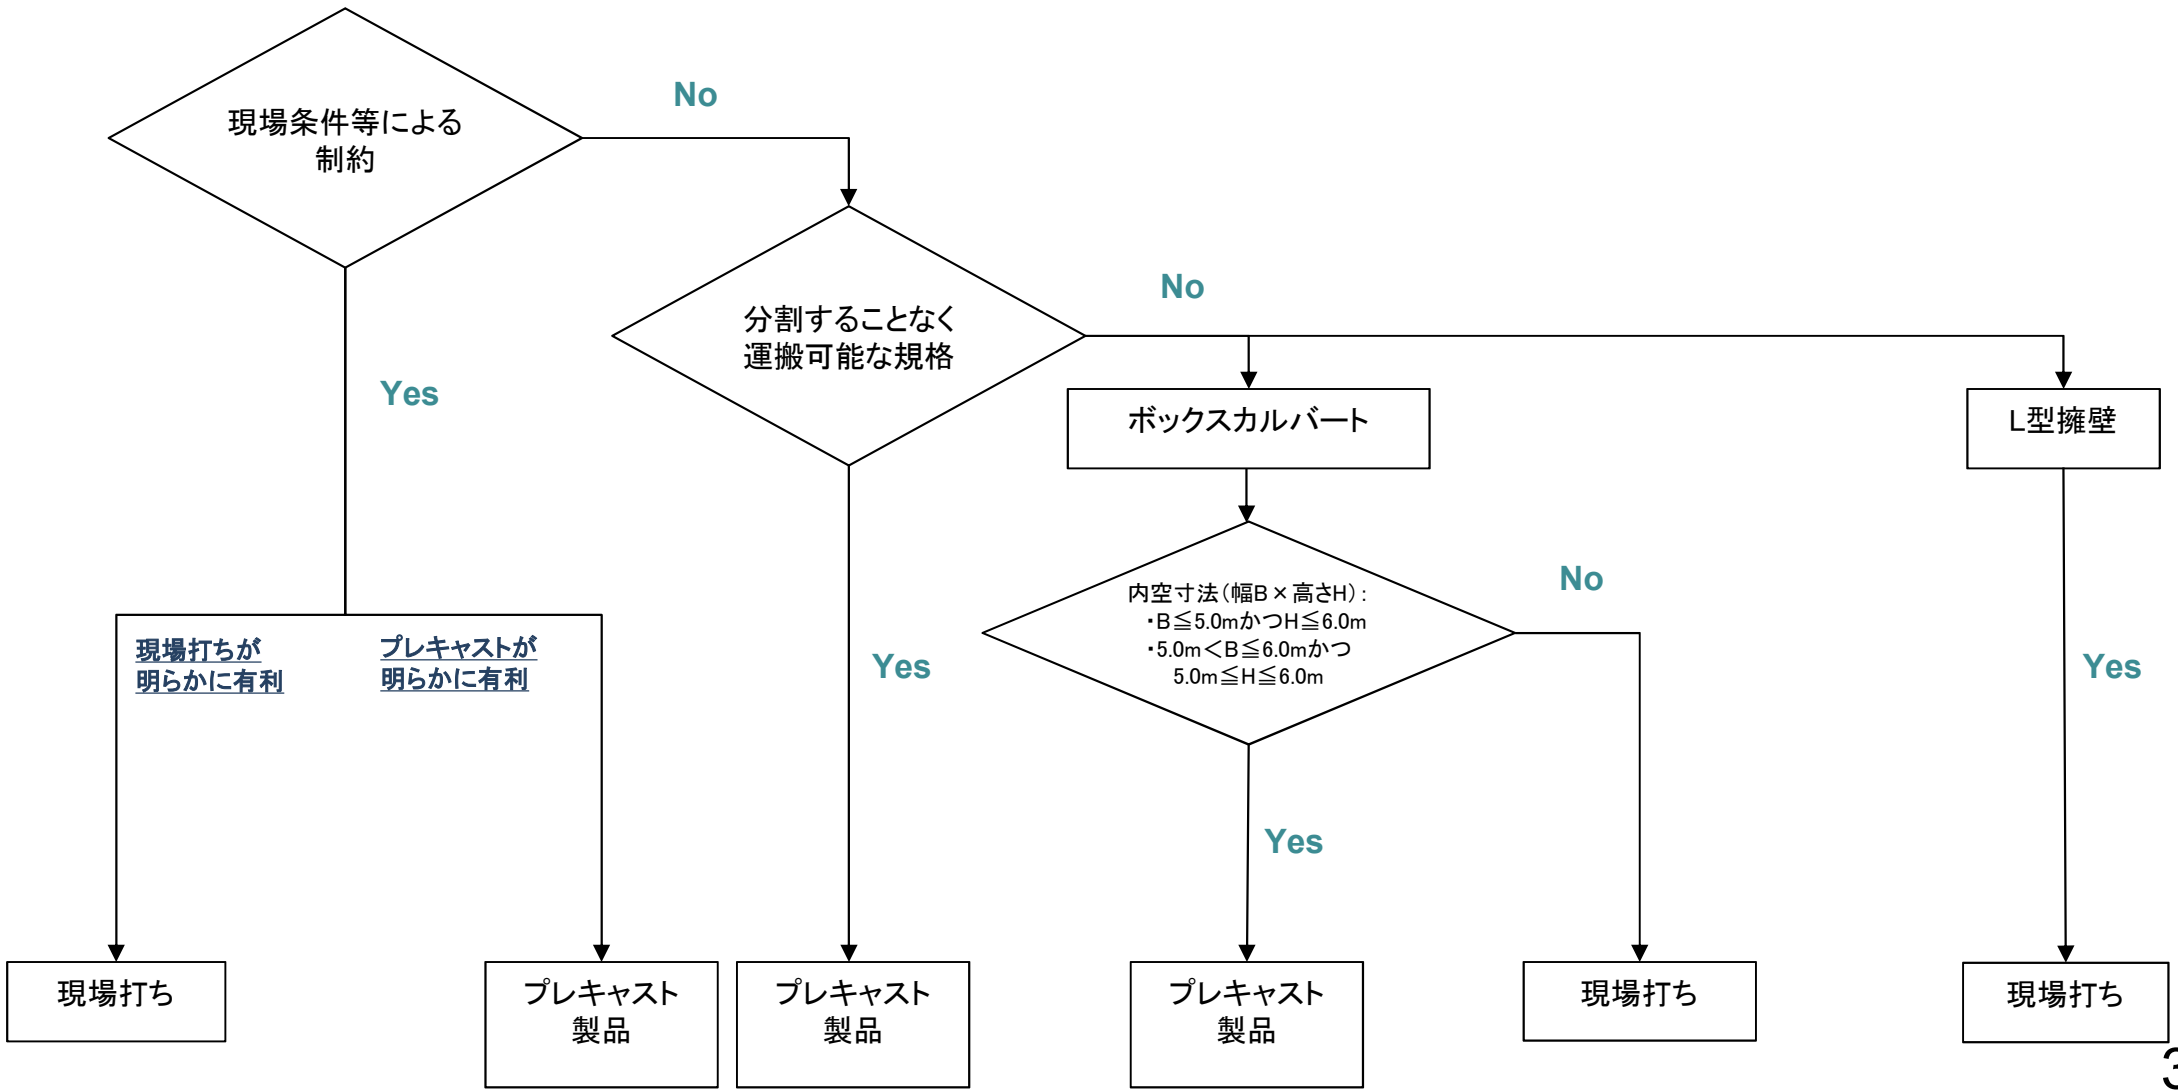 現場条件等による
制約
No
Yes
現場打ちが
明らかに有利
プレキャストが
明らかに有利
分割することなく
運搬可能な規格
No
Yes
ボックスカルバート
L型擁壁
内空寸法（幅B×高さH）：
・B≦5.0mかつH≦6.0m
・5.0m＜B≦6.0mかつ
5.0m≦H≦6.0m
No
Yes
Yes
現場打ち
プレキャスト
製品
プレキャスト
製品
プレキャスト
製品
現場打ち
現場打ち
3